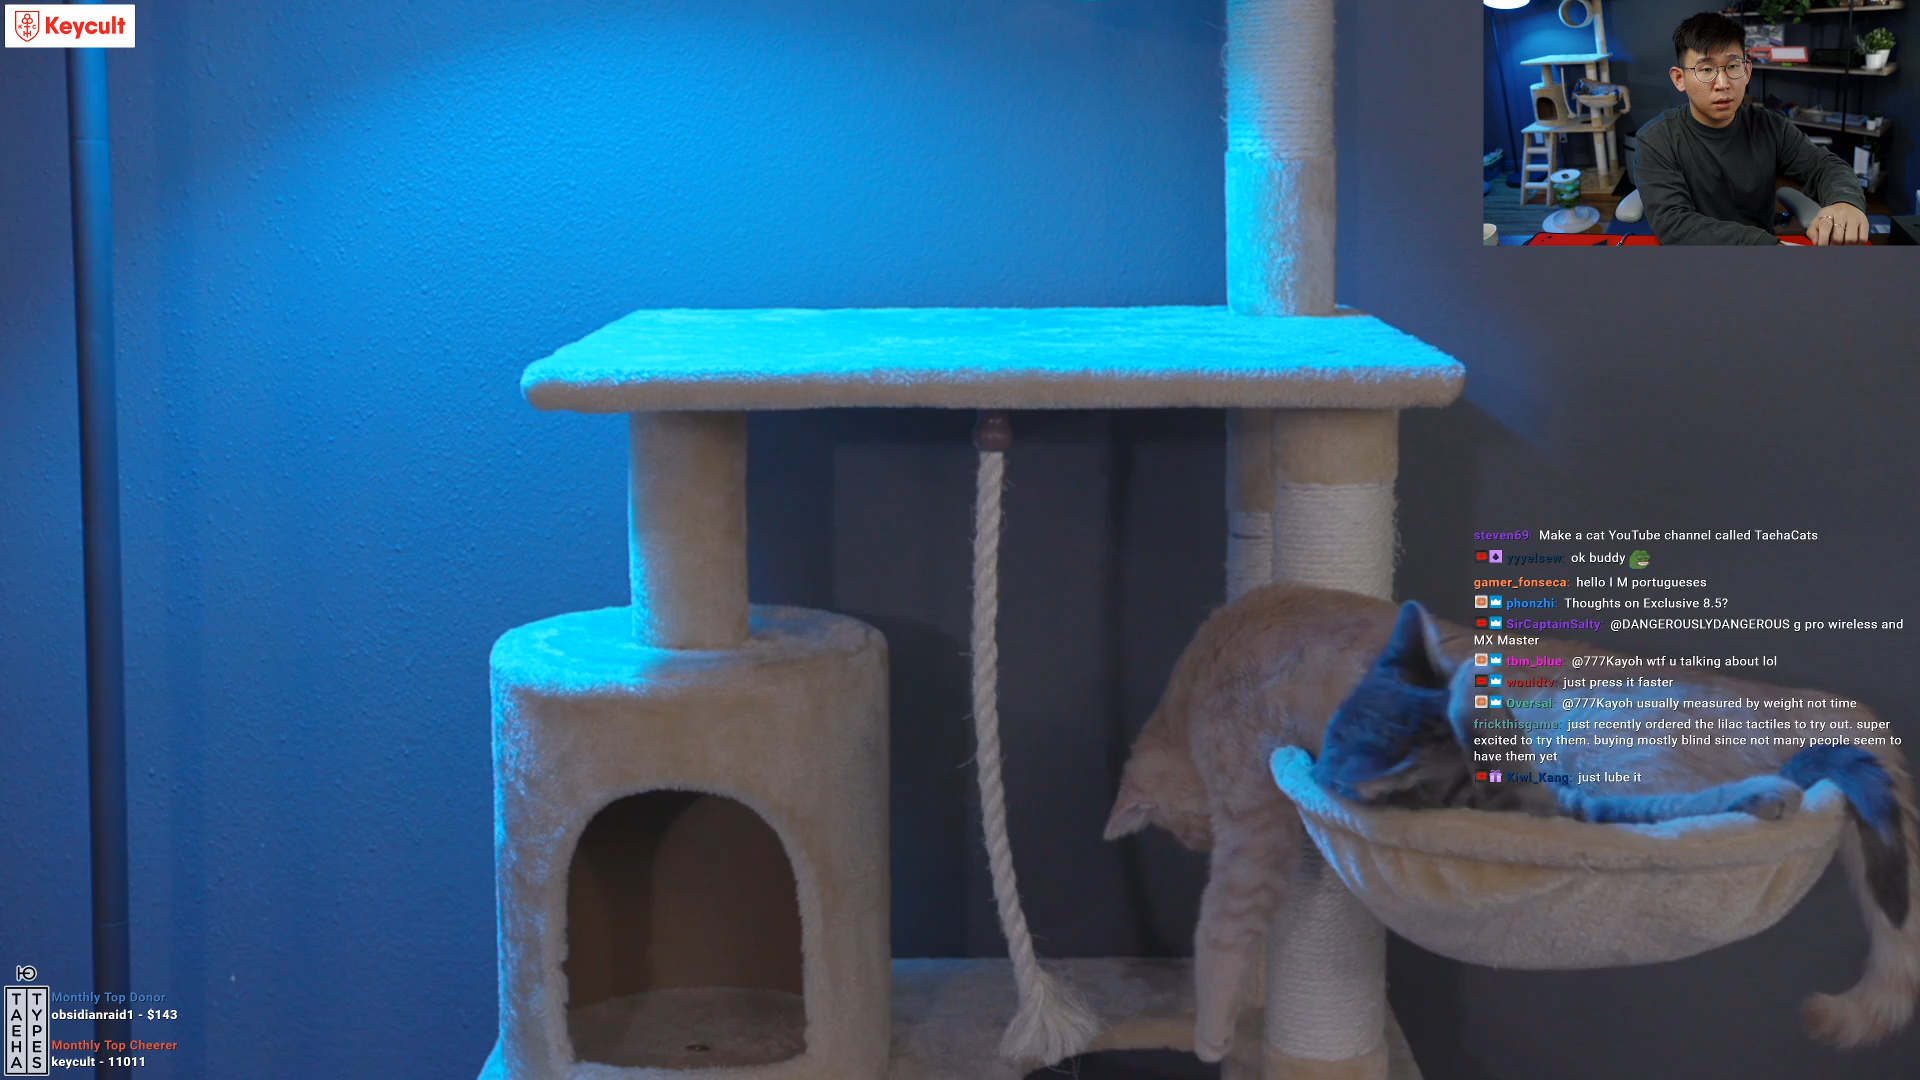 Keycult
steven69: Make a cat YouTube channel called TaehaCats
yyyelsew: ok buddy
gamer_fonseca: hello I M portugueses
phonzhi: Thoughts on Exclusive 8.5?
SirCaptainSalty: @DANGEROUSLYDANGEROUS g pro wireless and
MX Master
tbm_blue: @777Kayoh wtf u talking about lol
wouldtv: just press it faster
Oversal: @777Kayoh usually measured by weight not time
frickthisgame: just recently ordered the lilac tactiles to try out. super
excited to try them. buying mostly blind since not many people seem to
have them yet
Kiwi_Kang: just lube it
TAEHA
TYPES
Monthly Top Donor
obsidianraid1 - $143
Monthly Top Cheerer
keycult - 11011